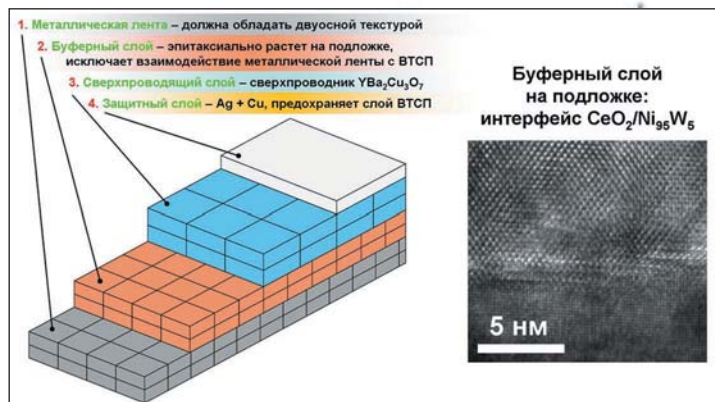 1. Металлическая лента – должна обладать двуосной текстурой
2. Буферный слой – эпитаксиально растет на подложке,
исключает взаимодействие металлической ленты с ВТСП
3. Сверхпроводящий слой – сверхпроводник YBa₂Cu₃O₇
4. Защитный слой – Ag + Cu, предохраняет слой ВТСП
Буферный слой
на подложке:
интерфейс CeO₂/Ni₉₅W₅
5 нм